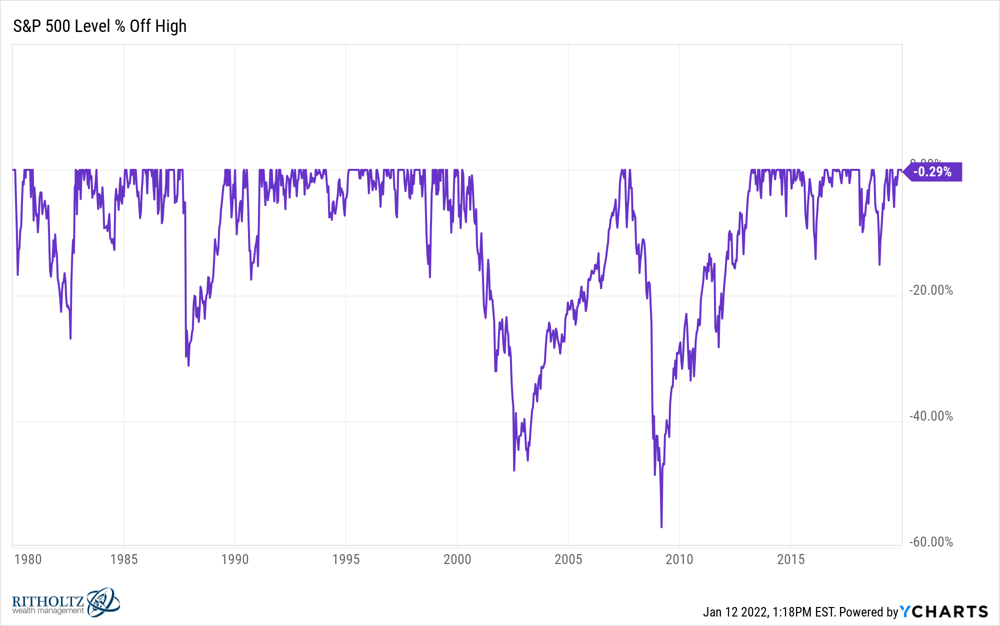 S&P 500 Level % Off High
-0.29%
-20.00%
-40.00%
-60.00%
1980 1985 1990 1995 2000 2005 2010 2015
RITHOLTZ
wealth management
Jan 12 2022, 1:18PM EST. Powered by YCHARTS